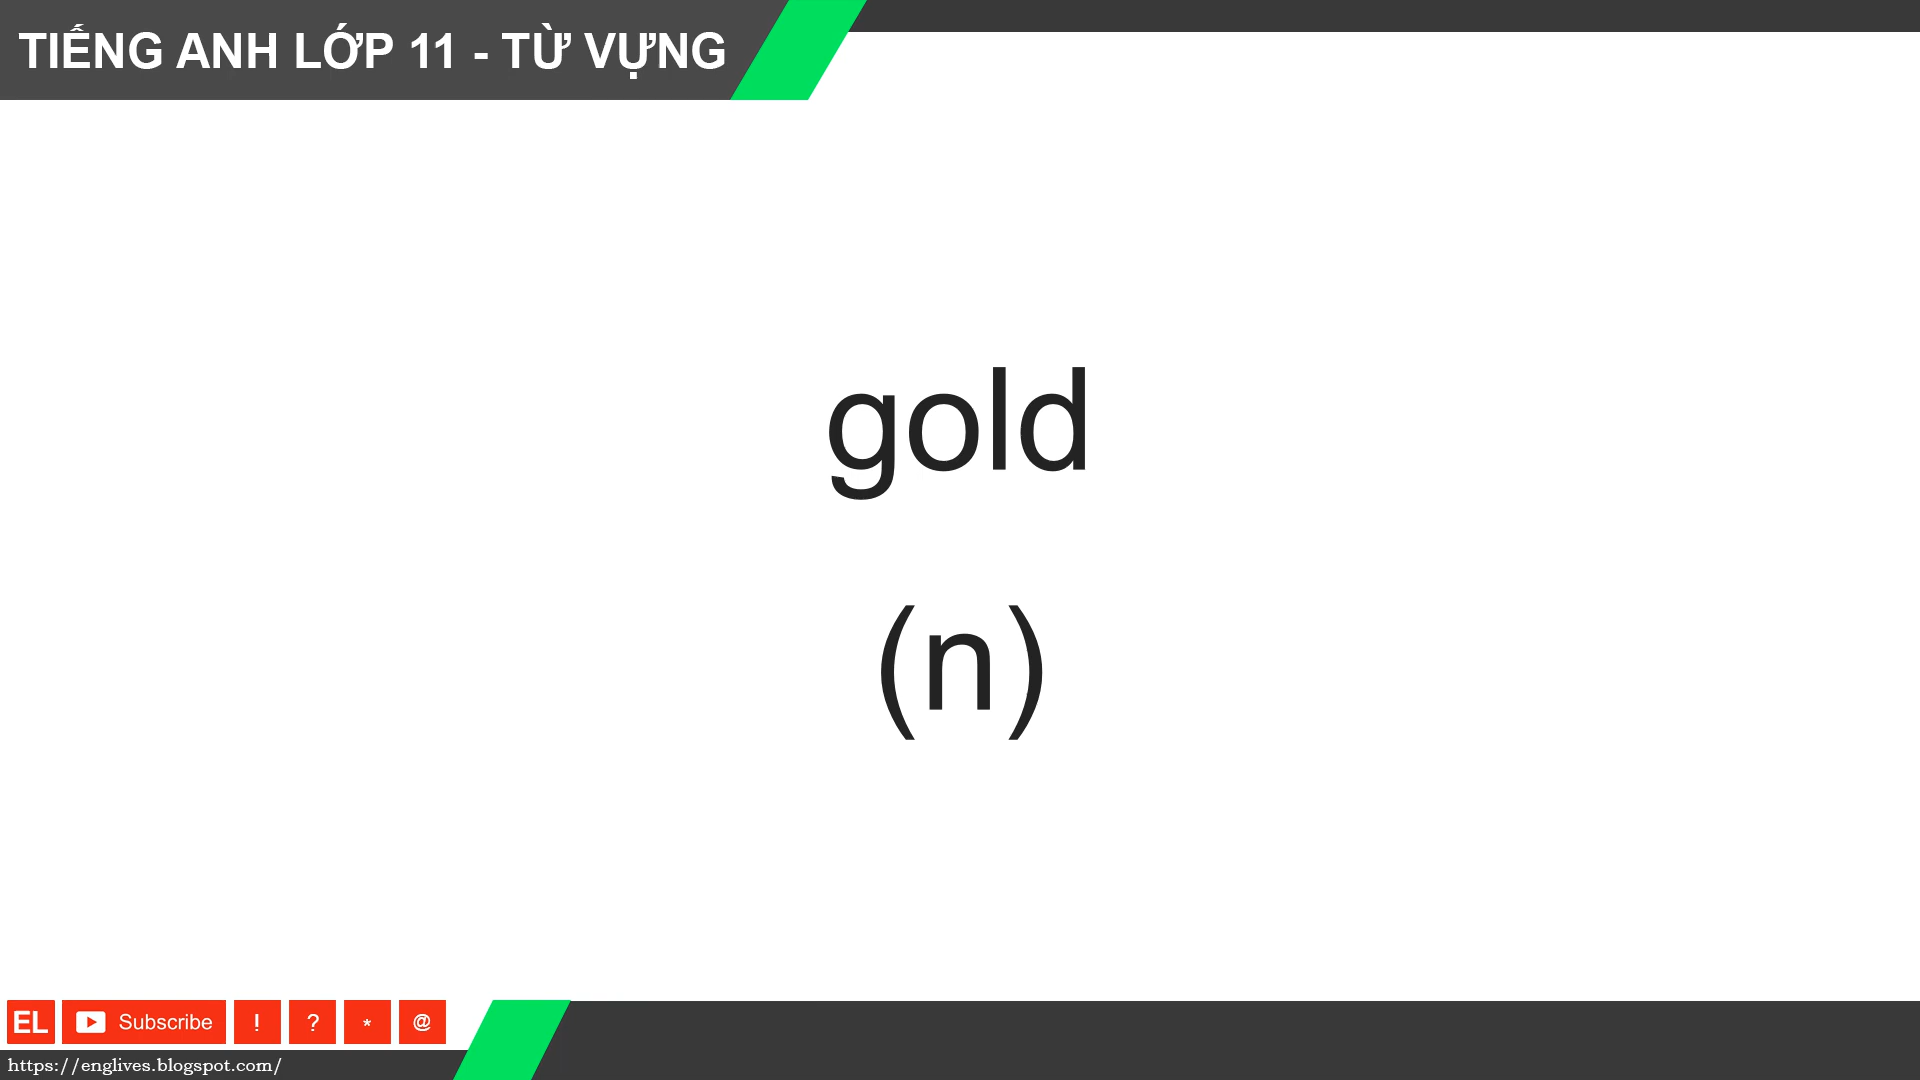 TIẾNG ANH LỚP 11 - TỪ VỰNG
gold
(n)
EL Subscribe ! ? * @
https://englives.blogspot.com/